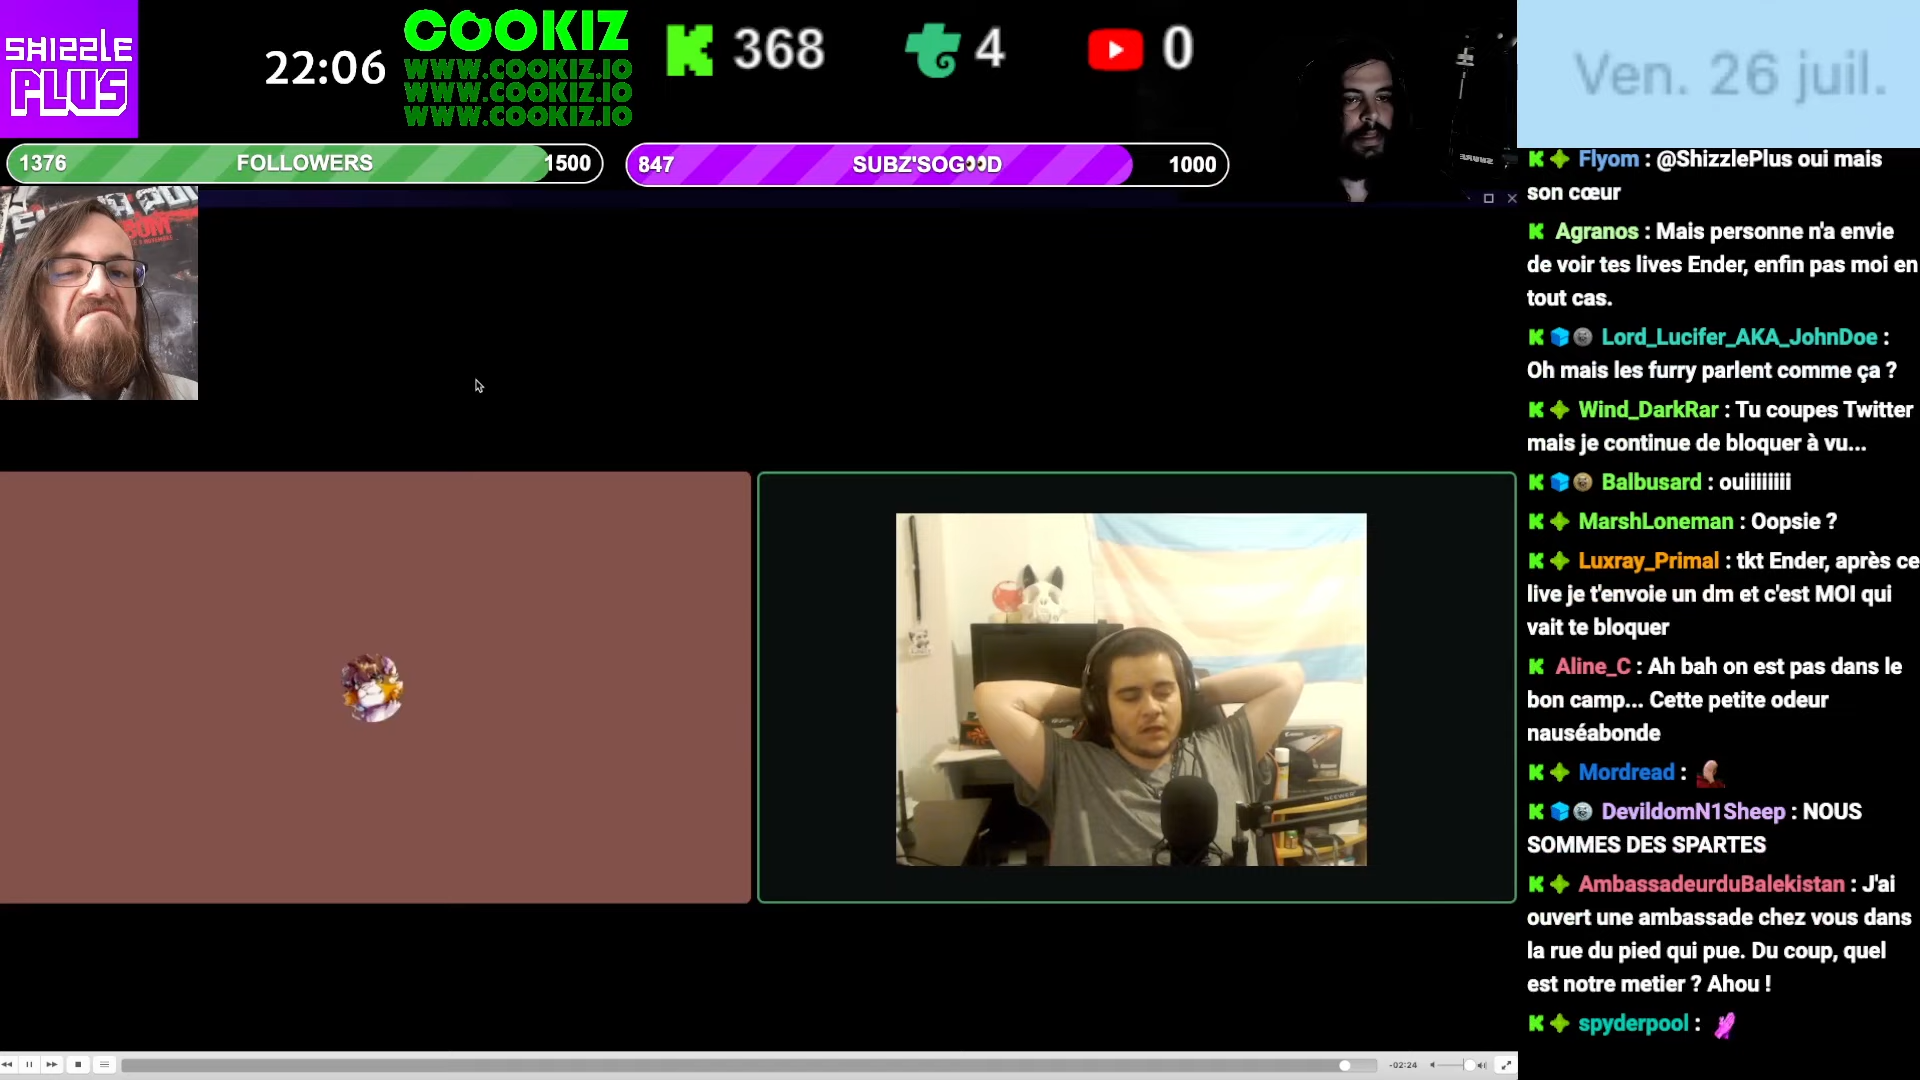 SHIZZLE
PLUS
22:06
COOKIZ
WWW.COOKIZ.IO
WWW.COOKIZ.IO
WWW.COOKIZ.IO
368
4
0
1376 FOLLOWERS 1500
847 SUBZ'SOG👀D 1000
Ven. 26 juil.
Flyom : @ShizzlePlus oui mais
son cœur
Agranos : Mais personne n'a envie
de voir tes lives Ender, enfin pas moi en
tout cas.
Lord_Lucifer_AKA_JohnDoe :
Oh mais les furry parlent comme ça ?
Wind_DarkRar : Tu coupes Twitter
mais je continue de bloquer à vu...
Balbusard : ouiiiiiiii
MarshLoneman : Oopsie ?
Luxray_Primal : tkt Ender, après ce
live je t'envoie un dm et c'est MOI qui
vait te bloquer
Aline_C : Ah bah on est pas dans le
bon camp... Cette petite odeur
nauséabonde
Mordread :
DevildomN1Sheep : NOUS
SOMMES DES SPARTES
AmbassadeurduBalekistan : J'ai
ouvert une ambassade chez vous dans
la rue du pied qui pue. Du coup, quel
est notre metier ? Ahou !
spyderpool :
-02:24